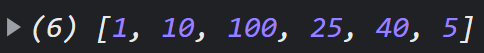 (6) [1, 10, 100, 25, 40, 5]